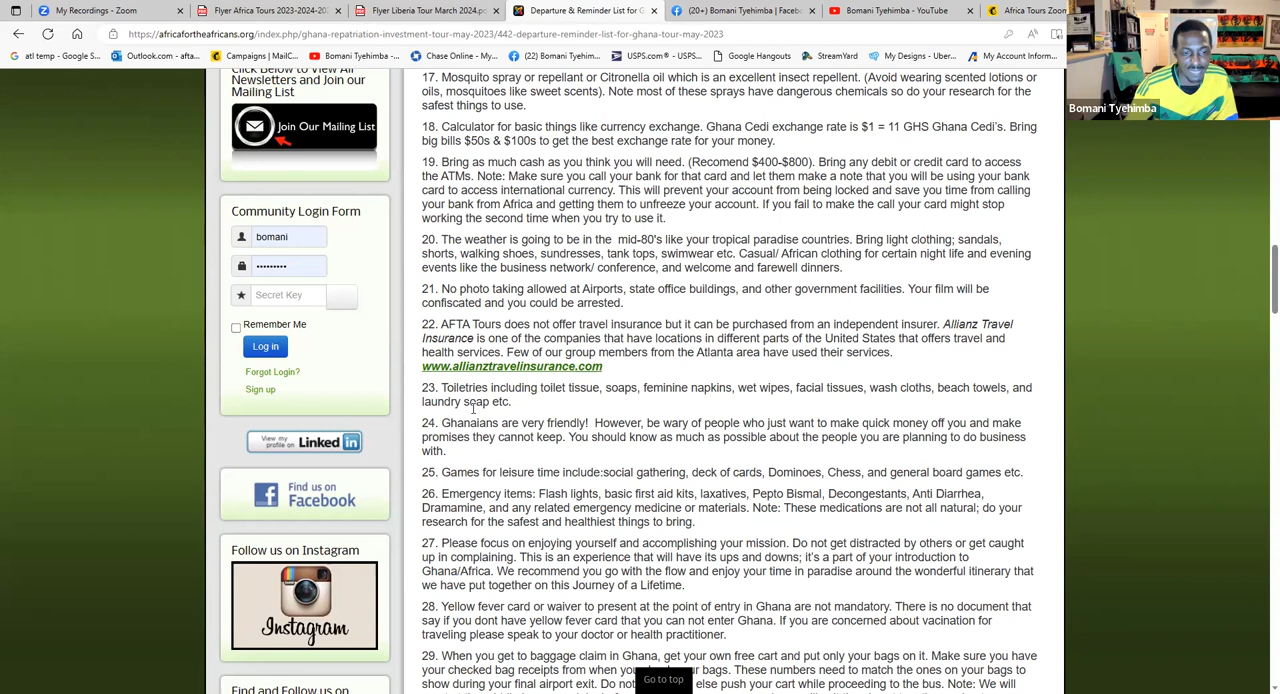 My Recordings - Zoom
Flyer Africa Tours 2023-2024-20
Flyer Liberia Tour March 2024.p
Departure & Reminder List for G
(20+) Bomani Tyehimba | Faceb
Bomani Tyehimba - YouTube
Africa Tours Zoom
https://africafortheafricans.org/index.php/ghana-repatriation-investment-tour-may-2023/442-departure-reminder-list-for-ghana-tour-may-2023
atl temp - Google S...
Outlook.com - afta...
Campaigns | MailC...
Bomani Tyehimba -...
Chase Online - My...
(22) Bomani Tyehim...
USPS.com® - USPS...
Google Hangouts
StreamYard
My Designs - Uber...
My Account Inform...
Bomani Tyehimba
Click Below to View All
Newsletters and Join our
Mailing List
Join Our Mailing List
Community Login Form
bomani
•••••••••
Secret Key
Remember Me
Log in
Forgot Login?
Sign up
View my
profile on
Linked in
Find us on
Facebook
Follow us on Instagram
Instagram
Find and Follow us on
17. Mosquito spray or repellant or Citronella oil which is an excellent insect repellent. (Avoid wearing scented lotions or
oils, mosquitoes like sweet scents). Note most of these sprays have dangerous chemicals so do your research for the
safest things to use.
18. Calculator for basic things like currency exchange. Ghana Cedi exchange rate is $1 = 11 GHS Ghana Cedi's. Bring
big bills $50s & $100s to get the best exchange rate for your money.
19. Bring as much cash as you think you will need. (Recomend $400-$800). Bring any debit or credit card to access
the ATMs. Note: Make sure you call your bank for that card and let them make a note that you will be using your bank
card to access international currency. This will prevent your account from being locked and save you time from calling
your bank from Africa and getting them to unfreeze your account. If you fail to make the call your card might stop
working the second time when you try to use it.
20. The weather is going to be in the  mid-80's like your tropical paradise countries. Bring light clothing; sandals,
shorts, walking shoes, sundresses, tank tops, swimwear etc. Casual/ African clothing for certain night life and evening
events like the business network/ conference, and welcome and farewell dinners.
21. No photo taking allowed at Airports, state office buildings, and other government facilities. Your film will be
confiscated and you could be arrested.
22. AFTA Tours does not offer travel insurance but it can be purchased from an independent insurer. Allianz Travel
Insurance is one of the companies that have locations in different parts of the United States that offers travel and
health services. Few of our group members from the Atlanta area have used their services.
www.allianztravelinsurance.com
23. Toiletries including toilet tissue, soaps, feminine napkins, wet wipes, facial tissues, wash cloths, beach towels, and
laundry soap etc.
24. Ghanaians are very friendly!  However, be wary of people who just want to make quick money off you and make
promises they cannot keep. You should know as much as possible about the people you are planning to do business
with.
25. Games for leisure time include:social gathering, deck of cards, Dominoes, Chess, and general board games etc.
26. Emergency items: Flash lights, basic first aid kits, laxatives, Pepto Bismal, Decongestants, Anti Diarrhea,
Dramamine, and any related emergency medicine or materials. Note: These medications are not all natural; do your
research for the safest and healthiest things to bring.
27. Please focus on enjoying yourself and accomplishing your mission. Do not get distracted by others or get caught
up in complaining. This is an experience that will have its ups and downs; it's a part of your introduction to
Ghana/Africa. We recommend you go with the flow and enjoy your time in paradise around the wonderful itinerary that
we have put together on this Journey of a Lifetime.
28. Yellow fever card or waiver to present at the point of entry in Ghana are not mandatory. There is no document that
say if you dont have yellow fever card that you can not enter Ghana. If you are concerned about vacination for
traveling please speak to your doctor or health practitioner.
29. When you get to baggage claim in Ghana, get your own free cart and put only your bags on it. Make sure you have
your checked bag receipts from when you bags. These numbers need to match the ones on your bags to
show during your final airport exit. Do not else push your cart while proceeding to the bus. Note: We will
Go to top